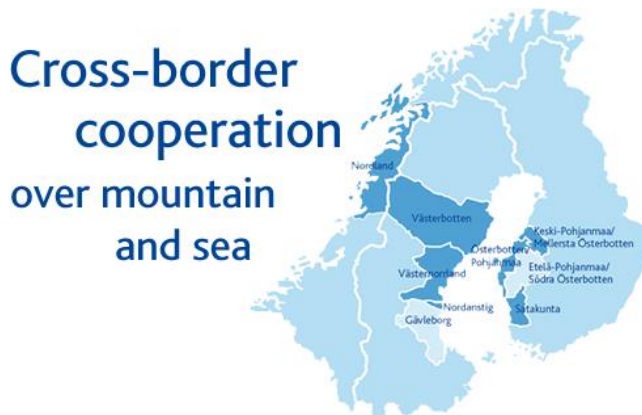 Cross-border
cooperation
over mountain
and sea
Nordland
Västerbotten
Keski-Pohjanmaa/
Mellersta Österbotten
Österbotten/
Pohjanmaa
Etelä-Pohjanmaa/
Södra Österbotten
Västernorrland
Nordanstig
Satakunta
Gävleborg